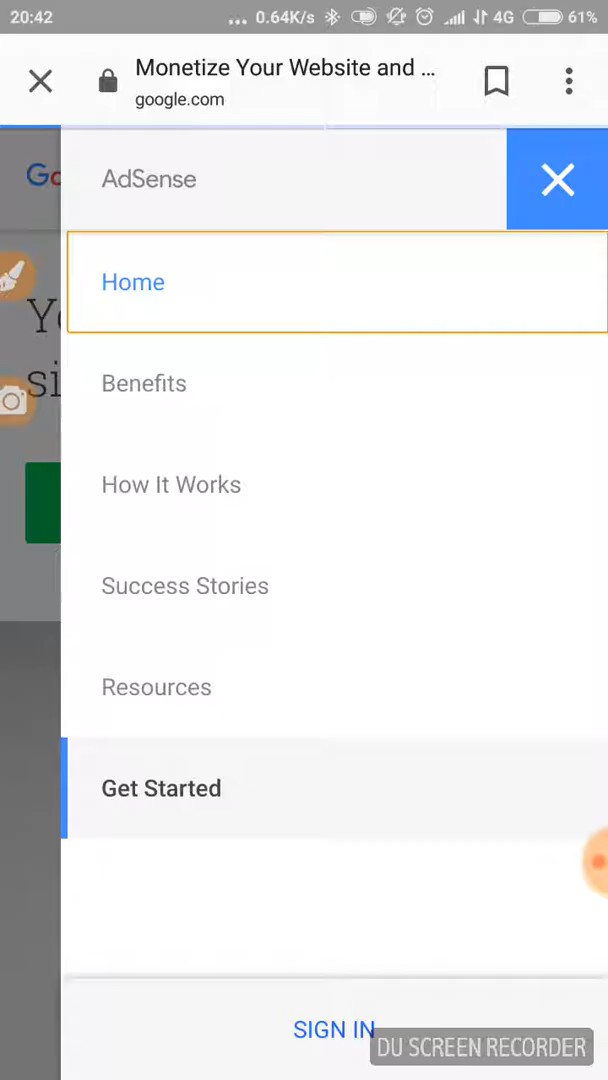 20:42 ... 0.64K/s 4G 61%
Monetize Your Website and ...
google.com
AdSense
Home
Benefits
How It Works
Success Stories
Resources
Get Started
SIGN IN
DU SCREEN RECORDER